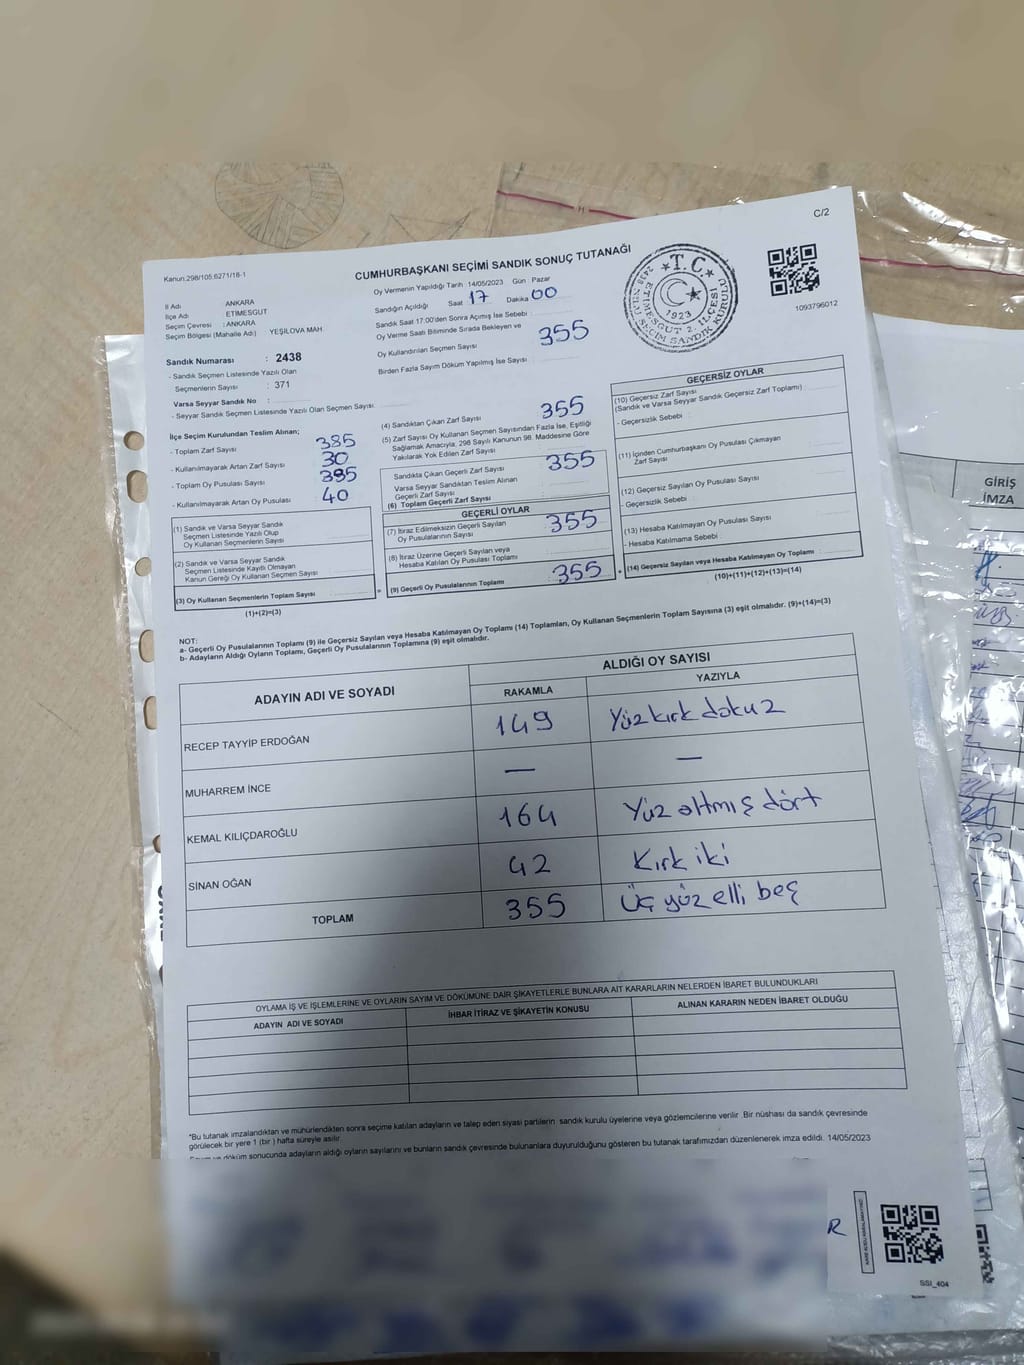 C/2
Kanun:298/105;6271/18-1
CUMHURBAŞKANI SEÇİMİ SANDIK SONUÇ TUTANAĞI
İl Adı ANKARA
İlçe Adı ETİMESGUT
Seçim Çevresi : ANKARA
Seçim Bölgesi (Mahalle Adı) YEŞİLOVA MAH.
Sandık Numarası : 2438
- Sandık Seçmen Listesinde Yazılı Olan
Seçmenlerin Sayısı : 371
Varsa Seyyar Sandık No :
- Seyyar Sandık Seçmen Listesinde Yazılı Olan Seçmen Sayısı:
Oy Vermenin Yapıldığı Tarih :14/05/2023 Gün : Pazar
Sandığın Açıldığı Saat 17 Dakika 00
Sandık Saat 17:00'den Sonra Açmış İse Sebebi :
Oy Verme Saati Bitiminde Sırada Bekleyen ve
Oy Kullandırılan Seçmen Sayısı 355
Birden Fazla Sayım Döküm Yapılmış İse Sayısı :
T.C.
1923
2438 NOLU SEÇİM SANDIK KURULU
ETİMESGUT 2. İLÇESİ
1093796012
İlçe Seçim Kurulundan Teslim Alınan;
- Toplam Zarf Sayısı 385
- Kullanılmayarak Artan Zarf Sayısı 30
- Toplam Oy Pusulası Sayısı 395
- Kullanılmayarak Artan Oy Pusulası 40
(1) Sandık ve Varsa Seyyar Sandık
Seçmen Listesinde Yazılı Olup
Oy Kullanan Seçmenlerin Sayısı
(2) Sandık ve Varsa Seyyar Sandık
Seçmen Listesinde Kayıtlı Olmayan
Kanun Gereği Oy Kullanan Seçmen Sayısı
(3) Oy Kullanan Seçmenlerin Toplam Sayısı
(1)+(2)=(3)
(4) Sandıktan Çıkan Zarf Sayısı 355
(5) Zarf Sayısı Oy Kullanan Seçmen Sayısından Fazla İse, Eşitliği
Sağlamak Amacıyla, 298 Sayılı Kanunun 98. Maddesine Göre
Yakılarak Yok Edilen Zarf Sayısı
Sandıkta Çıkan Geçerli Zarf Sayısı 355
Varsa Seyyar Sandıktan Teslim Alınan
Geçerli Zarf Sayısı
(6) Toplam Geçerli Zarf Sayısı
GEÇERLİ OYLAR
(7) İtiraz Edilmeksizin Geçerli Sayılan
Oy Pusulasının Sayısı 355
(8) İtiraz Üzerine Geçerli Sayılan veya
Hesaba Katılan Oy Pusulası Toplamı
= (9) Geçerli Oy Pusulalarının Toplamı : 355 +
GEÇERSİZ OYLAR
(10) Geçersiz Zarf Sayısı
(Sandık ve Varsa Seyyar Sandık Geçersiz Zarf Toplamı)
- Geçersizlik Sebebi :
(11) İçinden Cumhurbaşkanı Oy Pusulası Çıkmayan
Zarf Sayısı
(12) Geçersiz Sayılan Oy Pusulası Sayısı
- Geçersizlik Sebebi :
(13) Hesaba Katılmayan Oy Pusulası Sayısı
- Hesaba Katılmama Sebebi :
(14) Geçersiz Sayılan veya Hesaba Katılmayan Oy Toplamı :
(10)+(11)+(12)+(13)=(14)
NOT:
a- Geçerli Oy Pusulalarının Toplamı (9) ile Geçersiz Sayılan veya Hesaba Katılmayan Oy Toplamı (14) Toplamları, Oy Kullanan Seçmenlerin Toplam Sayısına (3) eşit olmalıdır. (9)+(14)=(3)
b- Adayların Aldığı Oyların Toplamı, Geçerli Oy Pusulalarının Toplamına (9) eşit olmalıdır.
ADAYIN ADI VE SOYADI ALDIĞI OY SAYISI
RAKAMLA YAZIYLA
RECEP TAYYİP ERDOĞAN 149 Yüz kırk dokuz
MUHARREM İNCE — —
KEMAL KILIÇDAROĞLU 164 Yüz altmış dört
SİNAN OĞAN 42 Kırk iki
TOPLAM 355 Üç yüz elli beş
OYLAMA İŞ VE İŞLEMLERİNE VE OYLARIN SAYIM VE DÖKÜMÜNE DAİR ŞİKAYETLERLE BUNLARA AİT KARARLARIN NELERDEN İBARET BULUNDUKLARI
ADAYIN ADI VE SOYADI İHBAR İTİRAZ VE ŞİKAYETİN KONUSU ALINAN KARARIN NEDEN İBARET OLDUĞU
*Bu tutanak imzalandıktan ve mühürlendikten sonra seçime katılan adayların ve talep eden siyasi partilerin sandık kurulu üyelerine veya gözlemcilerine verilir. Bir nüshası da sandık çevresinde
görülecek bir yere 1 (bir) hafta süreyle asılır.
Sayım ve döküm sonucunda adayların aldığı oyların sayılarını ve bunların sandık çevresinde bulunanlara duyurulduğunu gösteren bu tutanak tarafımızdan düzenlenerek imza edildi. 14/05/2023
R
SSİ_404
GİRİŞ
İMZA